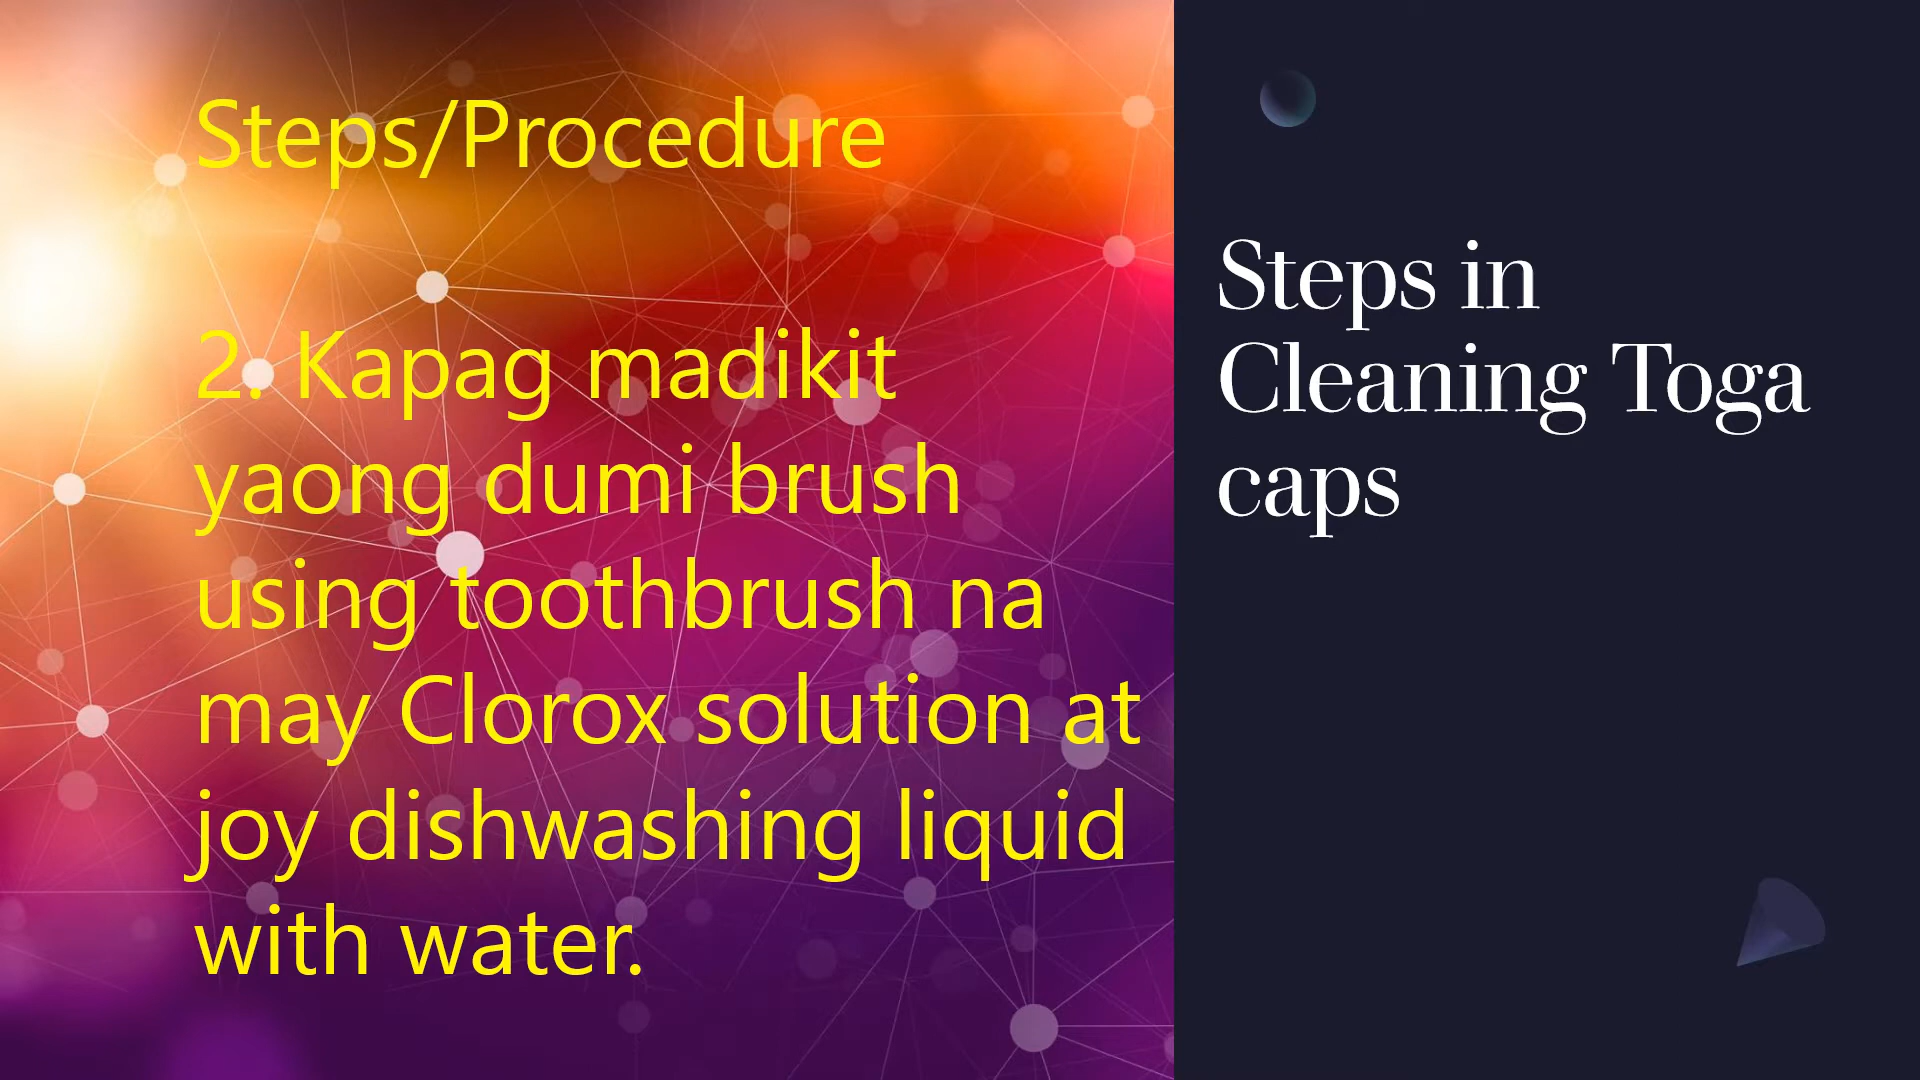 Steps/Procedure
2. Kapag madikit
yaong dumi brush
using toothbrush na
may Clorox solution at
joy dishwashing liquid
with water.
Steps in
Cleaning Toga
caps